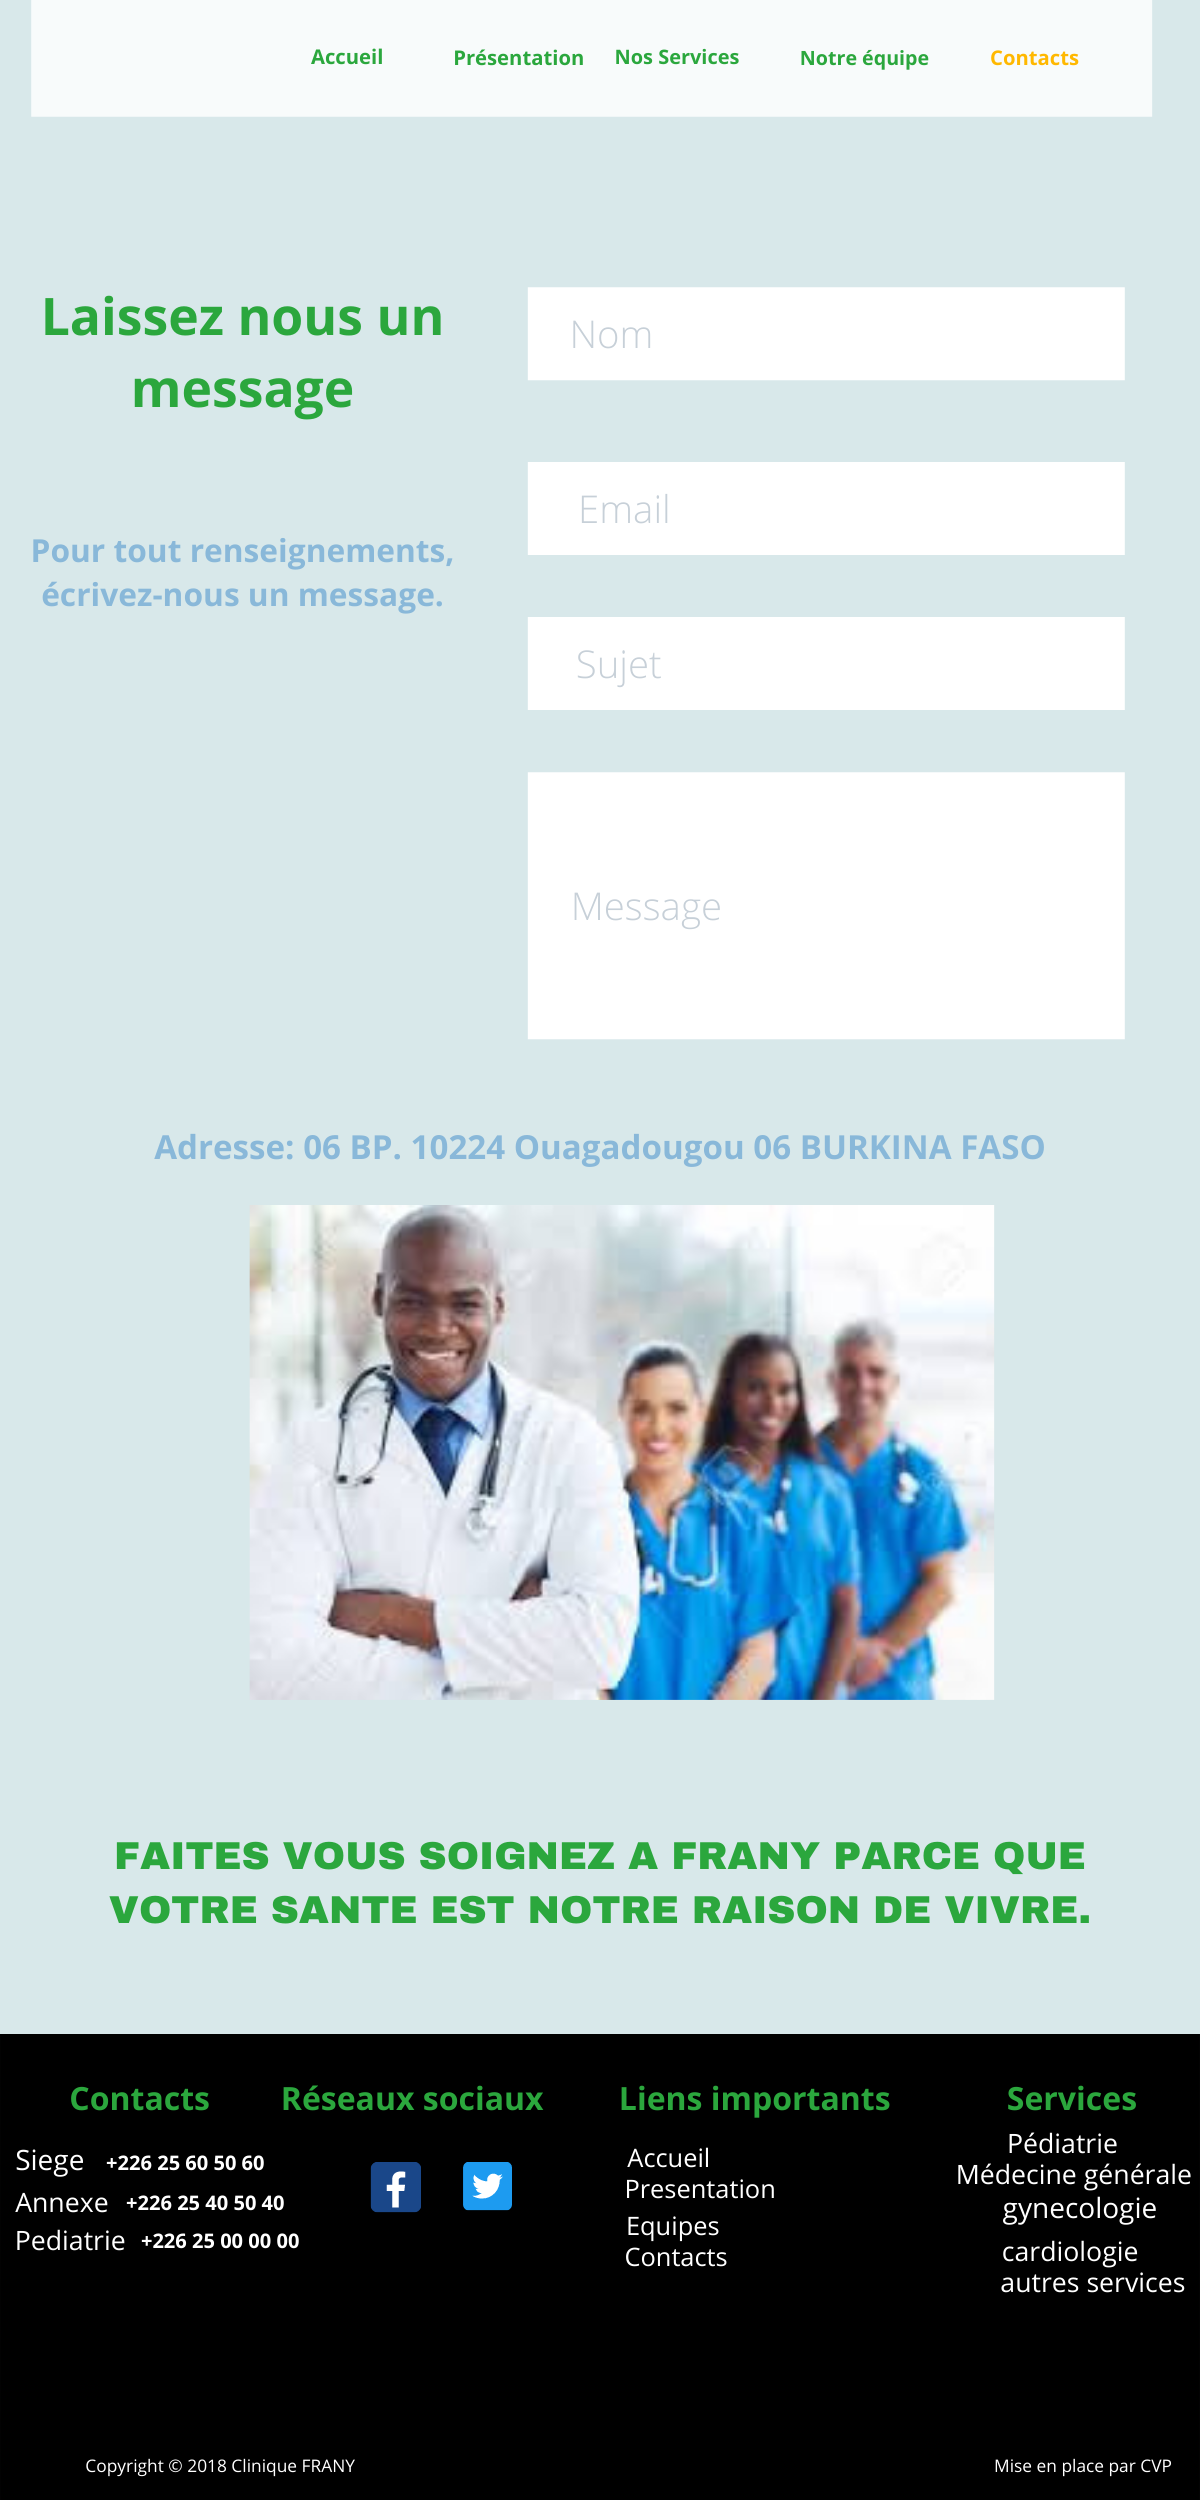 Accueil Présentation Nos Services Notre équipe Contacts
Laissez nous un
message
Pour tout renseignements,
écrivez-nous un message.
Nom
Email
Sujet
Message
Adresse: 06 BP. 10224 Ouagadougou 06 BURKINA FASO
FAITES VOUS SOIGNEZ A FRANY PARCE QUE
VOTRE SANTE EST NOTRE RAISON DE VIVRE.
Contacts
Siege +226 25 60 50 60
Annexe +226 25 40 50 40
Pediatrie +226 25 00 00 00
Réseaux sociaux
Liens importants
Accueil
Presentation
Equipes
Contacts
Services
Pédiatrie
Médecine générale
gynecologie
cardiologie
autres services
Copyright © 2018 Clinique FRANY
Mise en place par CVP